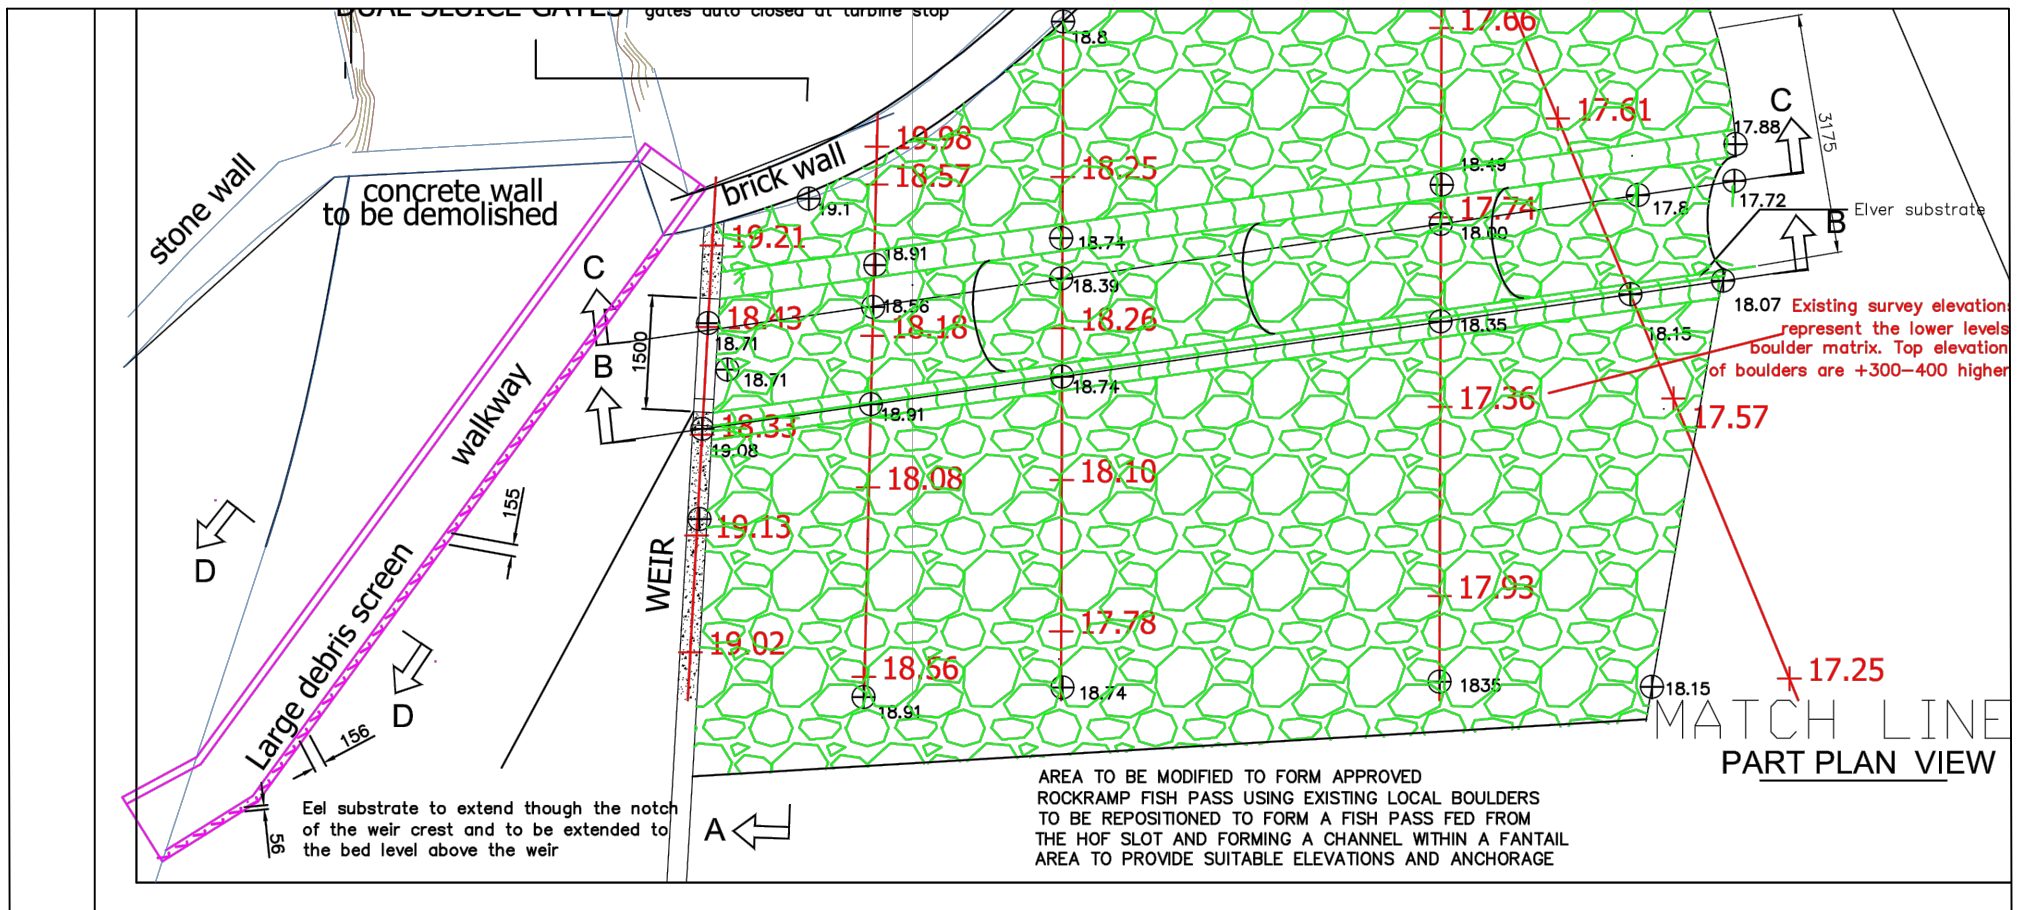 DUAL SLUICE GATES gates auto closed at turbine stop
18.8
17.66
C
3175
17.61
17.88
19.98
brick wall
stone wall
concrete wall
to be demolished
18.57
18.25
18.49
19.1
17.74
17.8
17.72
Elver substrate
B
19.21
18.91
18.74
18.00
C
18.56
18.39
18.07
Existing survey elevations
represent the lower levels
boulder matrix. Top elevation
of boulders are +300-400 higher
18.43
18.18
18.26
18.35
18.15
18.71
1500
B
18.71
18.74
18.91
17.36
17.57
18.33
19.08
walkway
155
18.08
18.10
19.13
D
WEIR
Large debris screen
17.93
17.78
19.02
18.56
17.25
D
18.91
18.74
1835
18.15
156
MATCH LINE
PART PLAN VIEW
AREA TO BE MODIFIED TO FORM APPROVED
ROCKRAMP FISH PASS USING EXISTING LOCAL BOULDERS
TO BE REPOSITIONED TO FORM A FISH PASS FED FROM
THE HOF SLOT AND FORMING A CHANNEL WITHIN A FANTAIL
AREA TO PROVIDE SUITABLE ELEVATIONS AND ANCHORAGE
Eel substrate to extend though the notch
of the weir crest and to be extended to
the bed level above the weir
56
A